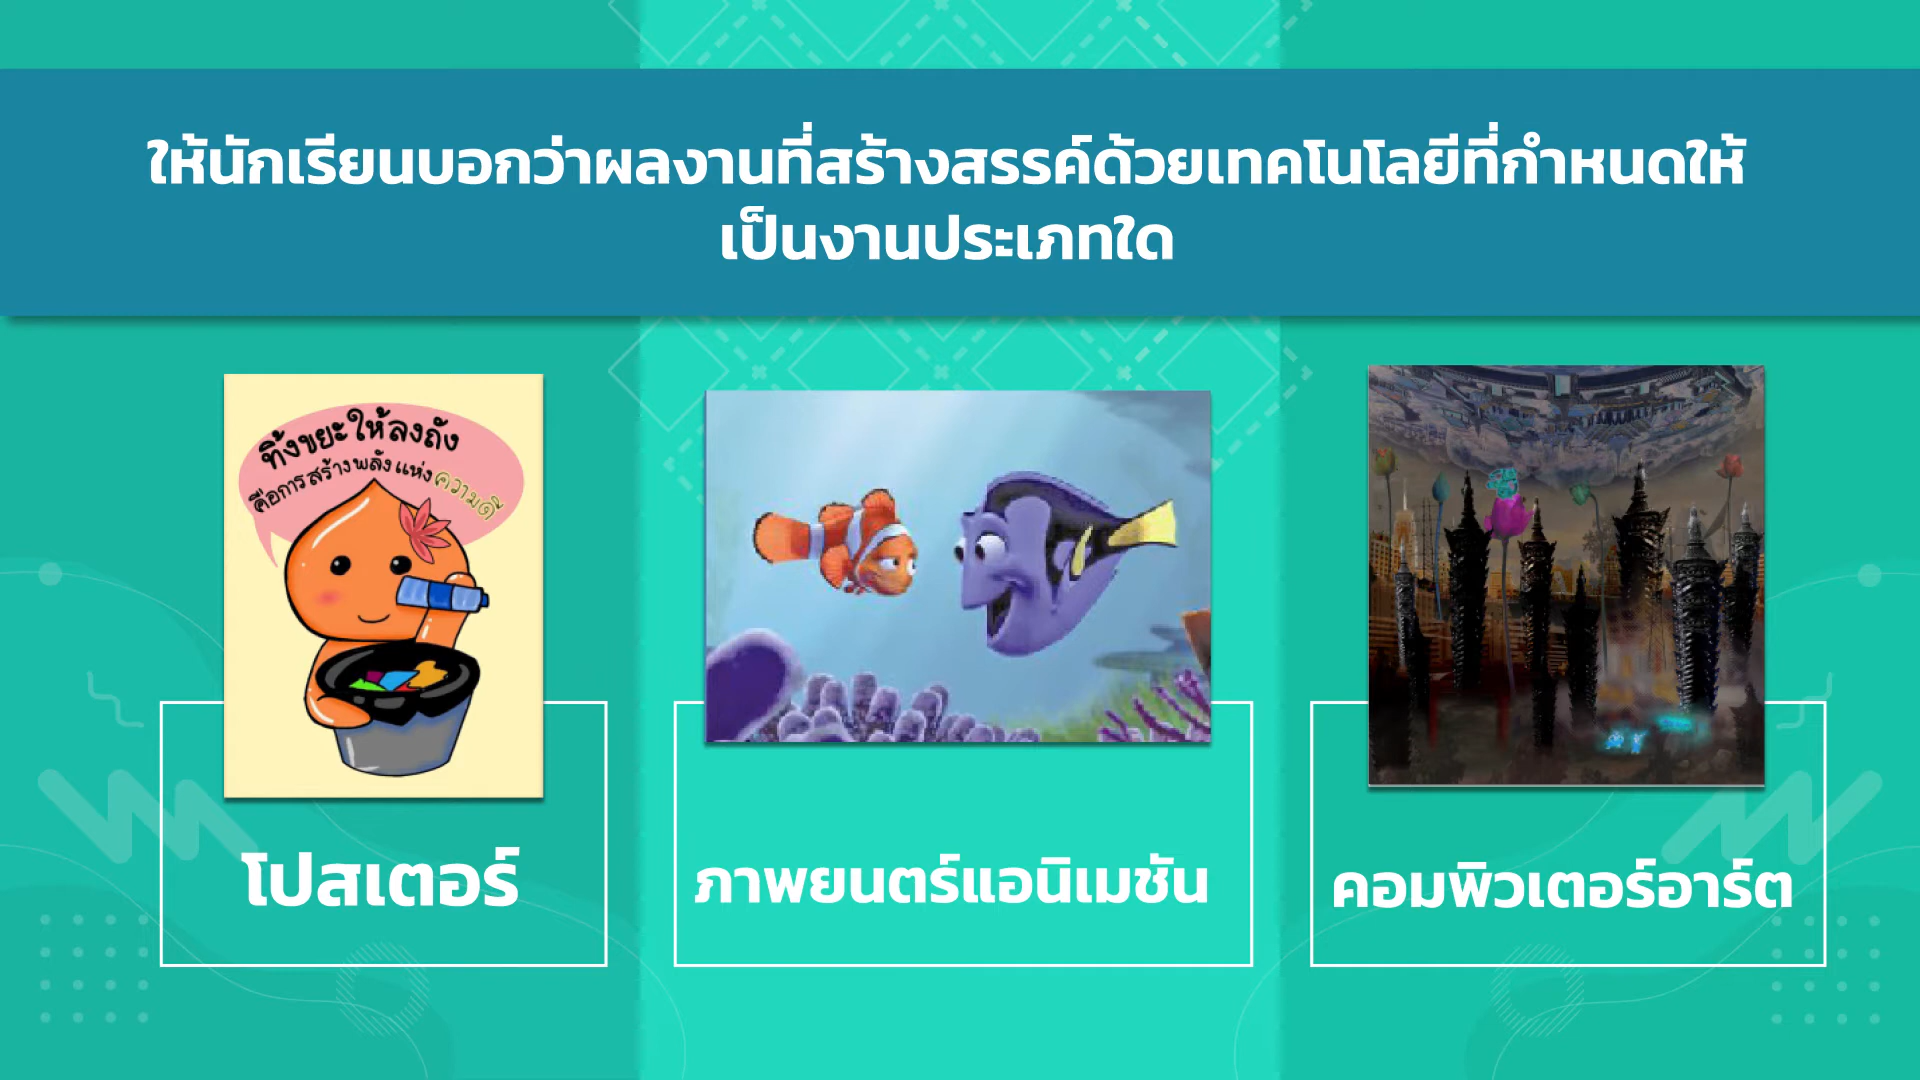 ให้นักเรียนบอกว่าผลงานที่สร้างสรรค์ด้วยเทคโนโลยีที่กำหนดให้
เป็นงานประเภทใด
ทิ้งขยะให้ลงถัง
คือการสร้างพลังแห่งความดี
โปสเตอร์
ภาพยนตร์แอนิเมชัน
คอมพิวเตอร์อาร์ต